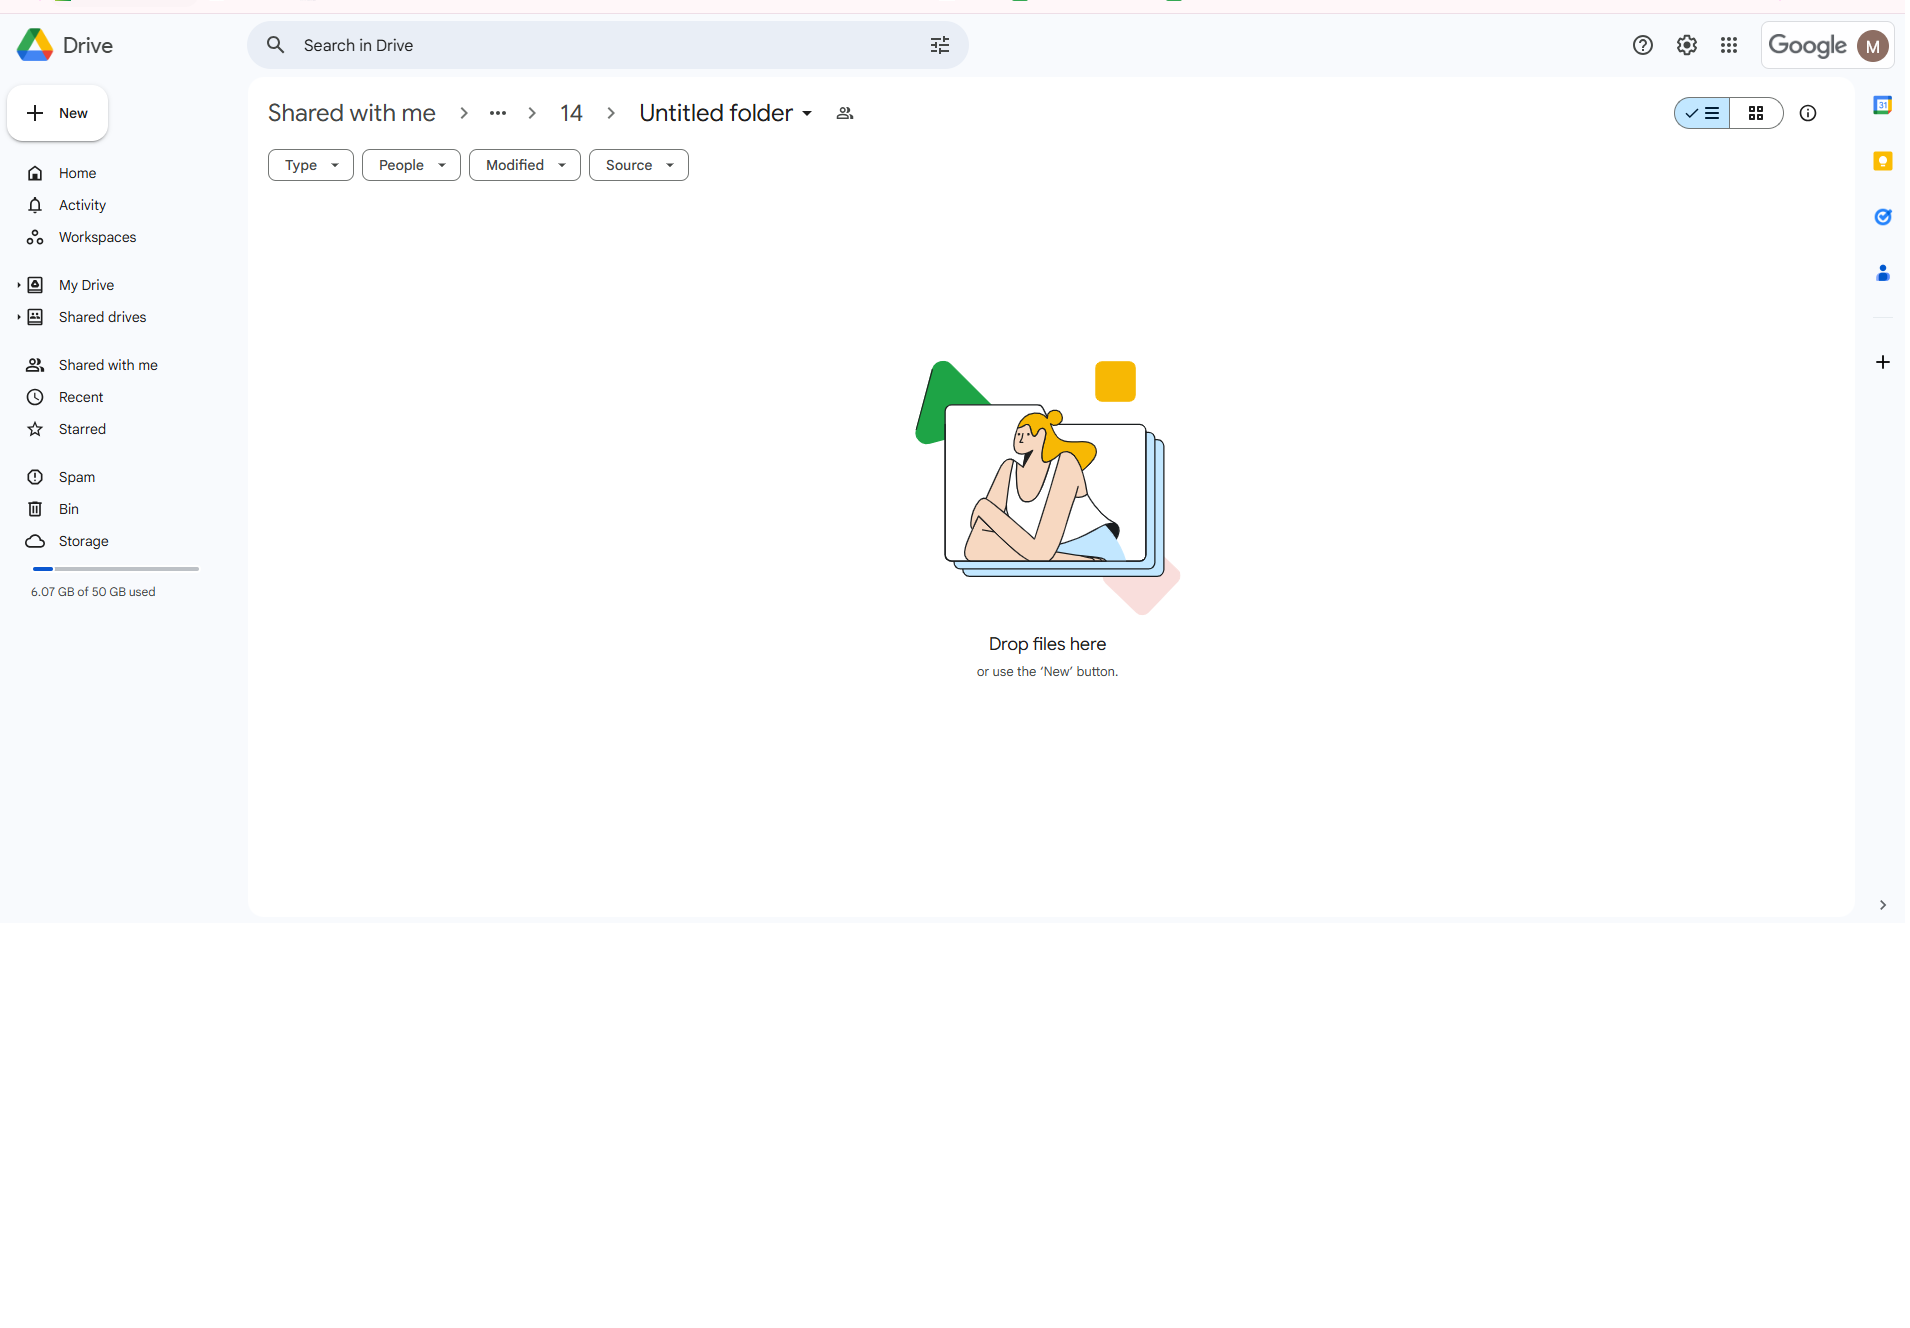 Drive
Search in Drive
Google
M
New
Shared with me
14
Untitled folder
31
Type
People
Modified
Source
Home
Activity
Workspaces
My Drive
Shared drives
Shared with me
Recent
Starred
Spam
Bin
Storage
6.07 GB of 50 GB used
Drop files here
or use the ‘New’ button.